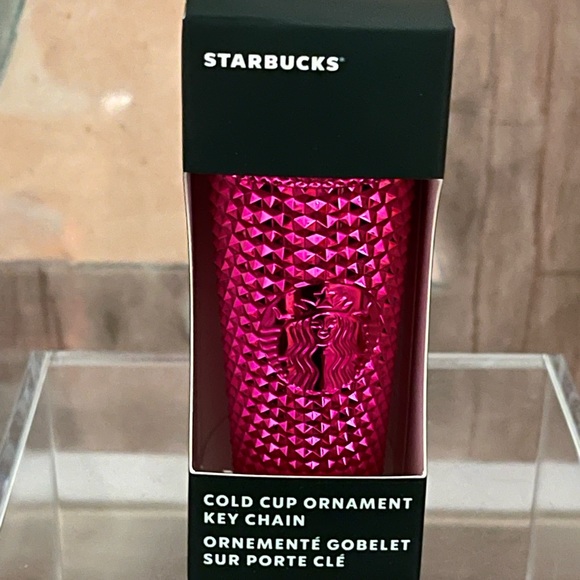 STARBUCKS®
COLD CUP ORNAMENT
KEY CHAIN
ORNEMENTÉ GOBELET
SUR PORTE CLÉ